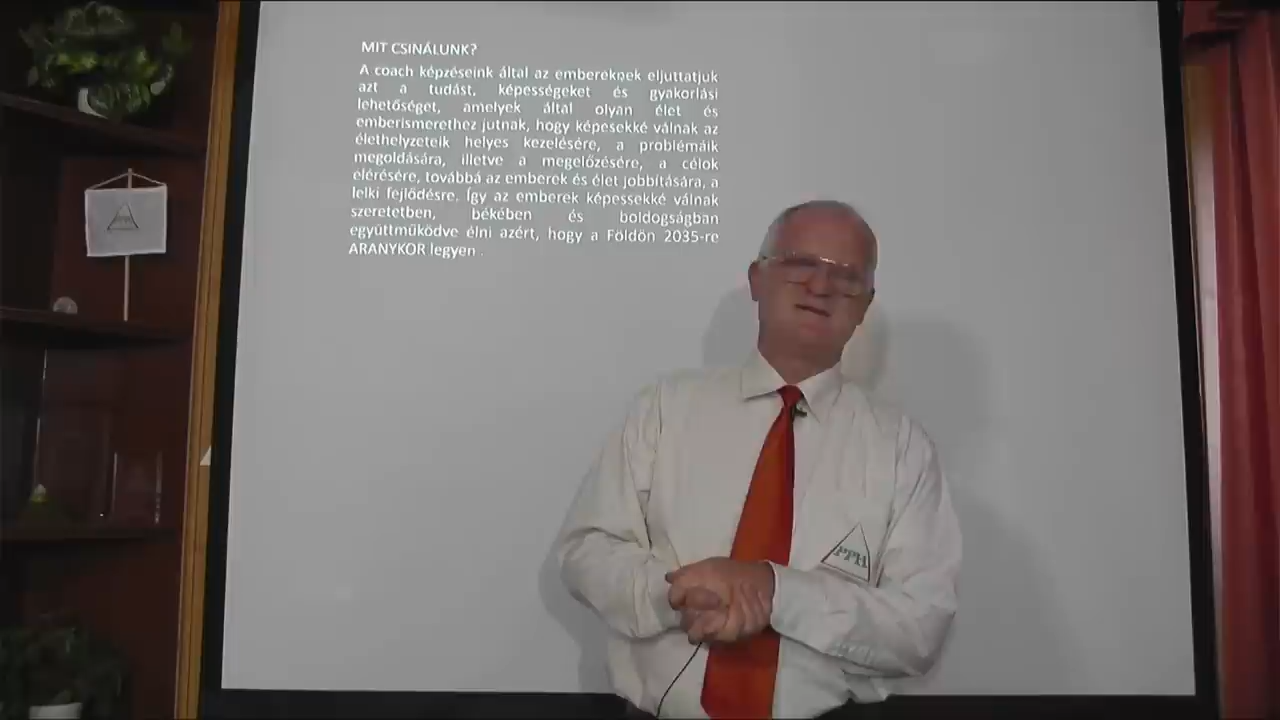 MIT CSINÁLUNK?
A coach képzéseink által az embereknek eljuttatjuk
azt a tudást, képességeket és gyakorlási
lehetőséget, amelyek által olyan élet és
emberismerethez jutnak, hogy képesekké válnak az
élethelyzeteik helyes kezelésére, a problémáik
megoldására, illetve a megelőzésére, a célok
elérésére, továbbá az emberek és élet jobbítására, a
lelki fejlődésre. Így az emberek képessekké válnak
szeretetben, békében és boldogságban
együttműködve élni azért, hogy a Földön 2035-re
ARANYKOR legyen .
PPH